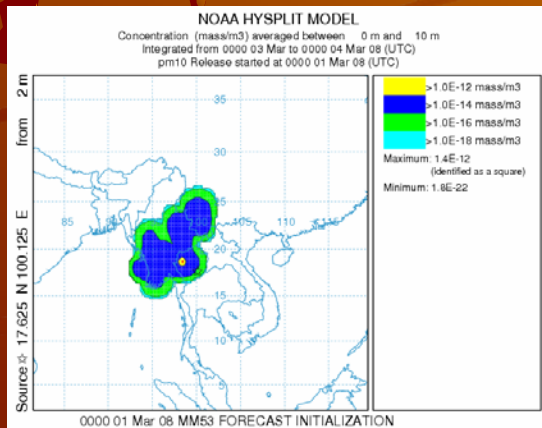 NOAA HYSPLIT MODEL
Concentration (mass/m3) averaged between 0 m and 10 m
Integrated from 0000 03 Mar to 0000 04 Mar 08 (UTC)
pm10 Release started at 0000 01 Mar 08 (UTC)
Source ☆ 17.625 N 100.125 E from 2 m
35
30
25
85
105
110
115
20
15
10
5
>1.0E-12 mass/m3
>1.0E-14 mass/m3
>1.0E-16 mass/m3
>1.0E-18 mass/m3
Maximum: 1.4E-12
(identified as a square)
Minimum: 1.8E-22
0000 01 Mar 08 MM53 FORECAST INITIALIZATION